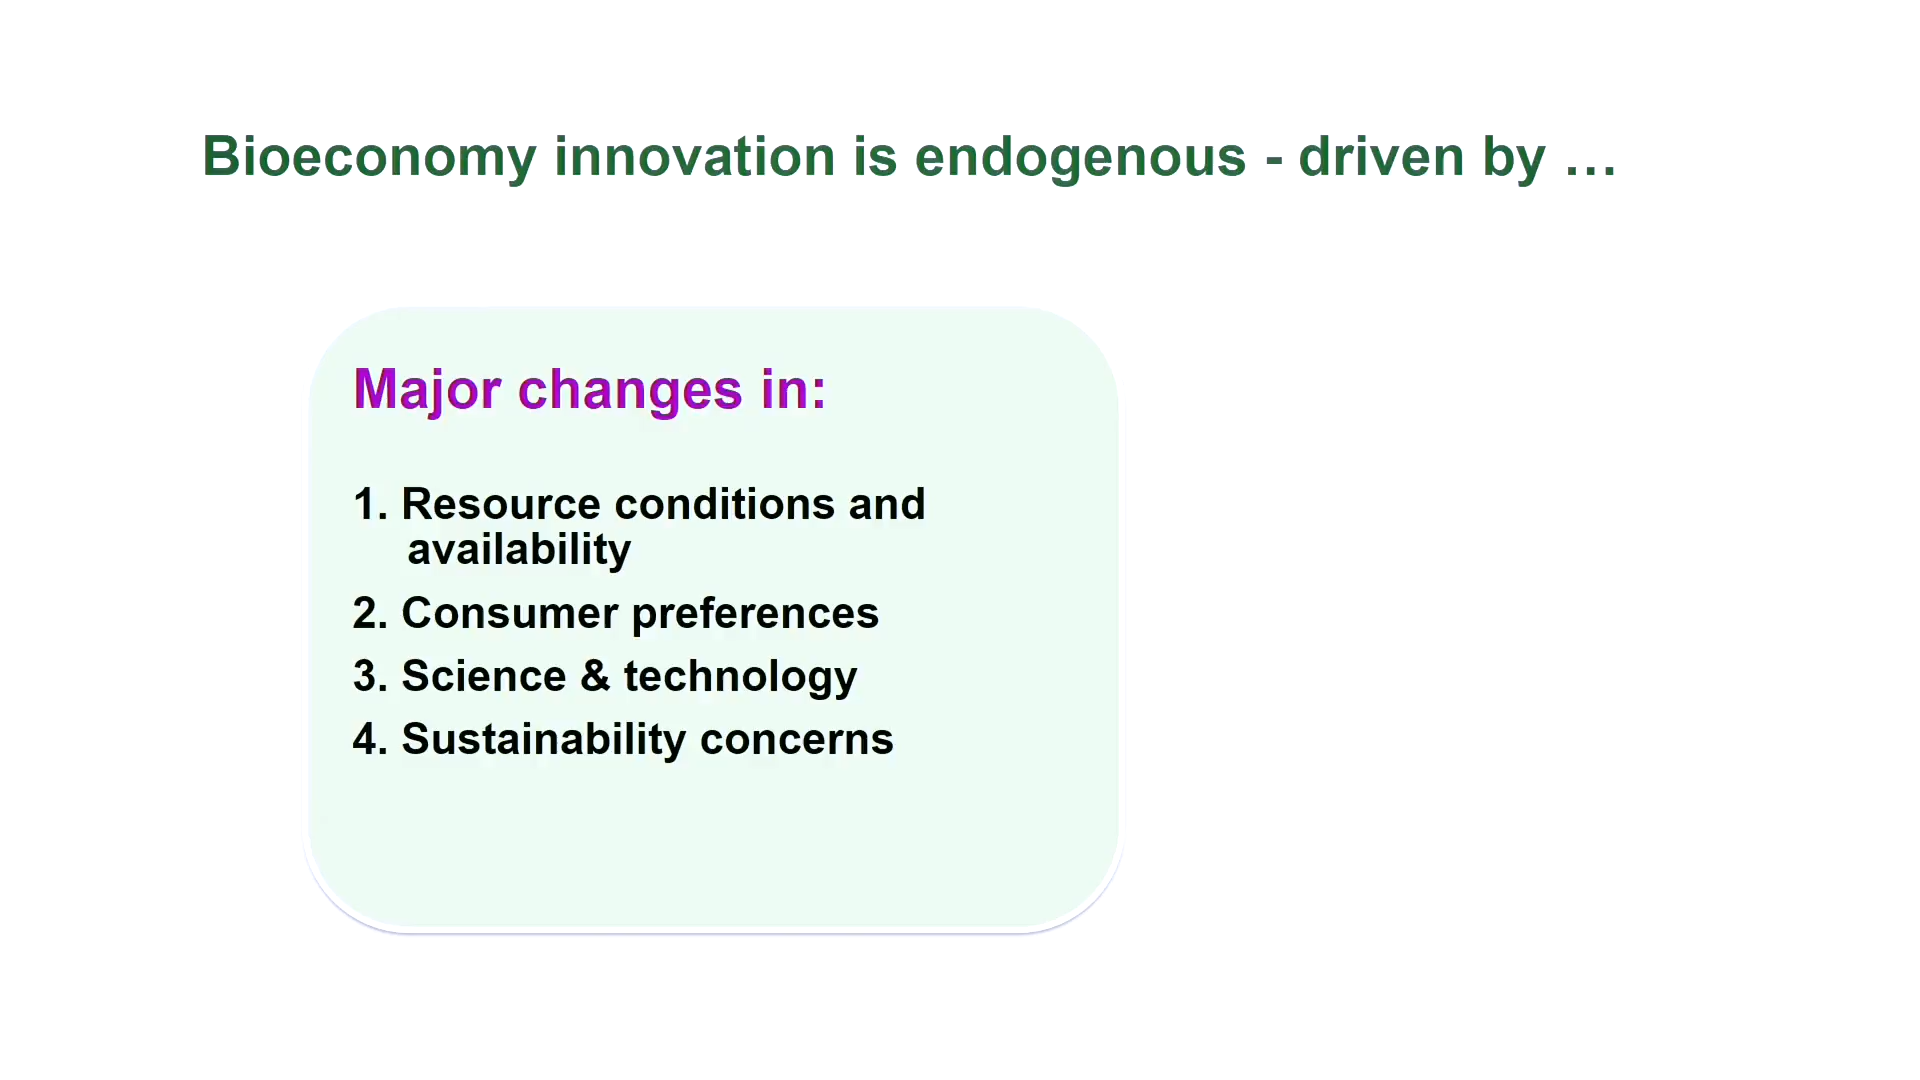 Bioeconomy innovation is endogenous - driven by …
Major changes in:
1. Resource conditions and
availability
2. Consumer preferences
3. Science & technology
4. Sustainability concerns